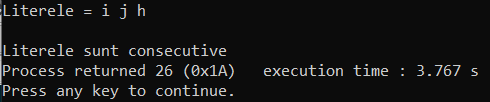 Literele = i j h
Literele sunt consecutive
Process returned 26 (0x1A)   execution time : 3.767 s
Press any key to continue.